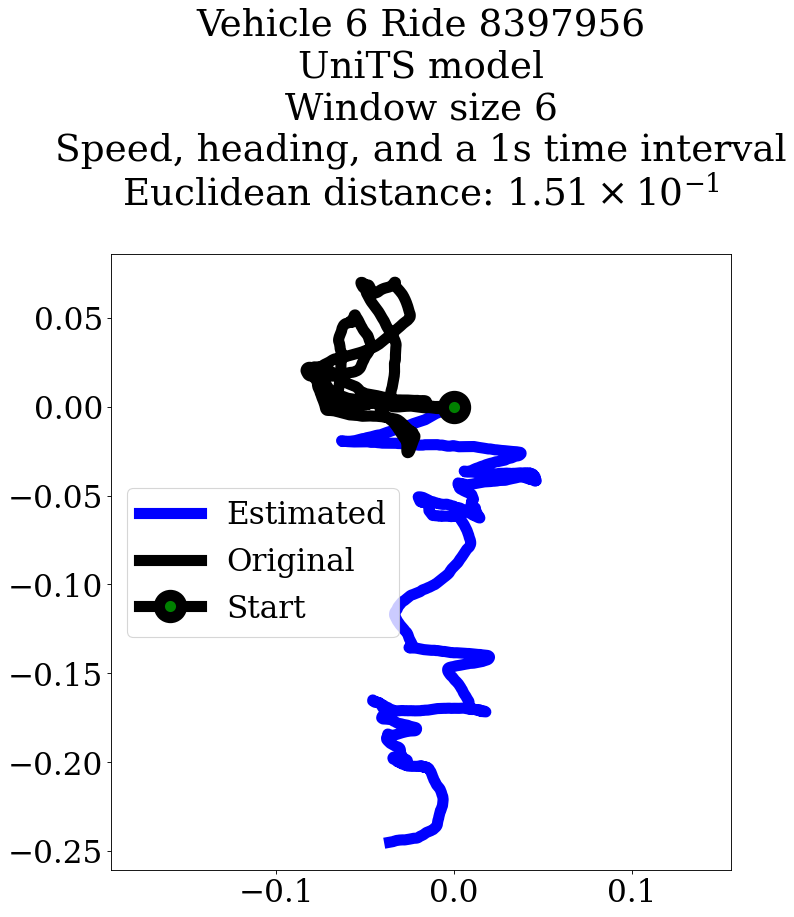 Vehicle 6 Ride 8397956
UniTS model
Window size 6
Speed, heading, and a 1s time interval
Euclidean distance: $1.51 \times 10^{-1}$
0.05
0.00
−0.05
−0.10
−0.15
−0.20
−0.25
Estimated
Original
Start
−0.1
0.0
0.1